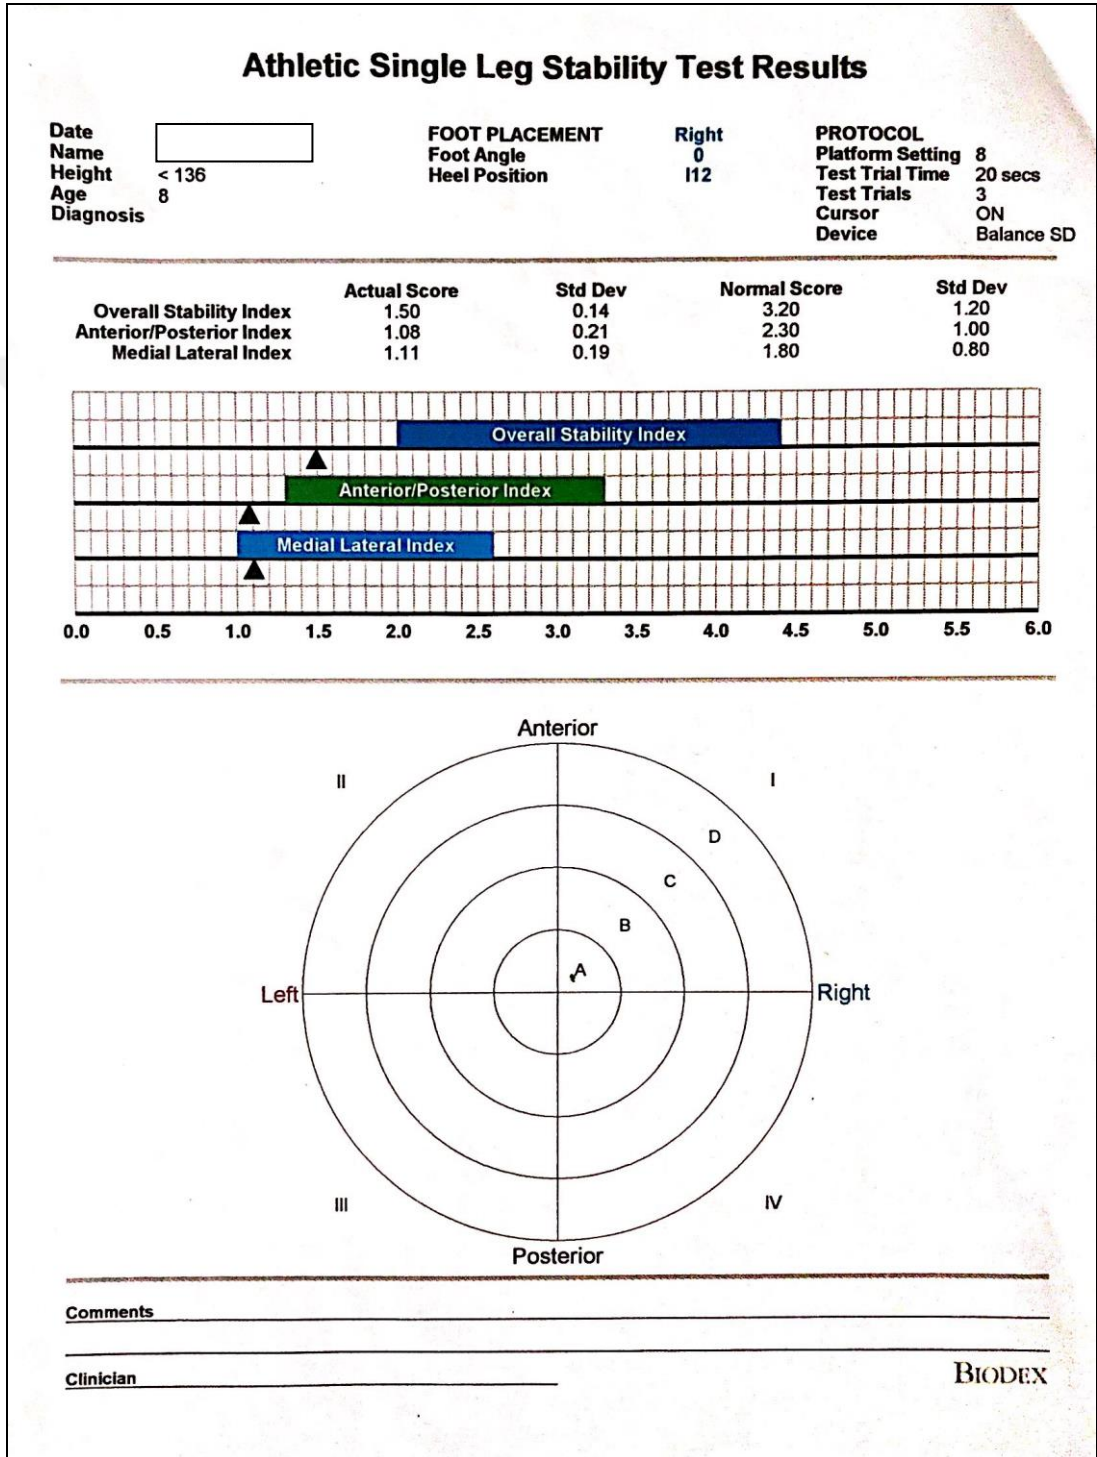 Athletic Single Leg Stability Test Results
Date
Name
Height < 136
Age 8
Diagnosis
FOOT PLACEMENT Right
Foot Angle 0
Heel Position I12
PROTOCOL
Platform Setting 8
Test Trial Time 20 secs
Test Trials 3
Cursor ON
Device Balance SD
Actual Score Std Dev Normal Score Std Dev
Overall Stability Index 1.50 0.14 3.20 1.20
Anterior/Posterior Index 1.08 0.21 2.30 1.00
Medial Lateral Index 1.11 0.19 1.80 0.80
Overall Stability Index
Anterior/Posterior Index
Medial Lateral Index
0.0 0.5 1.0 1.5 2.0 2.5 3.0 3.5 4.0 4.5 5.0 5.5 6.0
Anterior
II I
D
C
B
A
Left Right
III IV
Posterior
Comments
Clinician
BIODEX